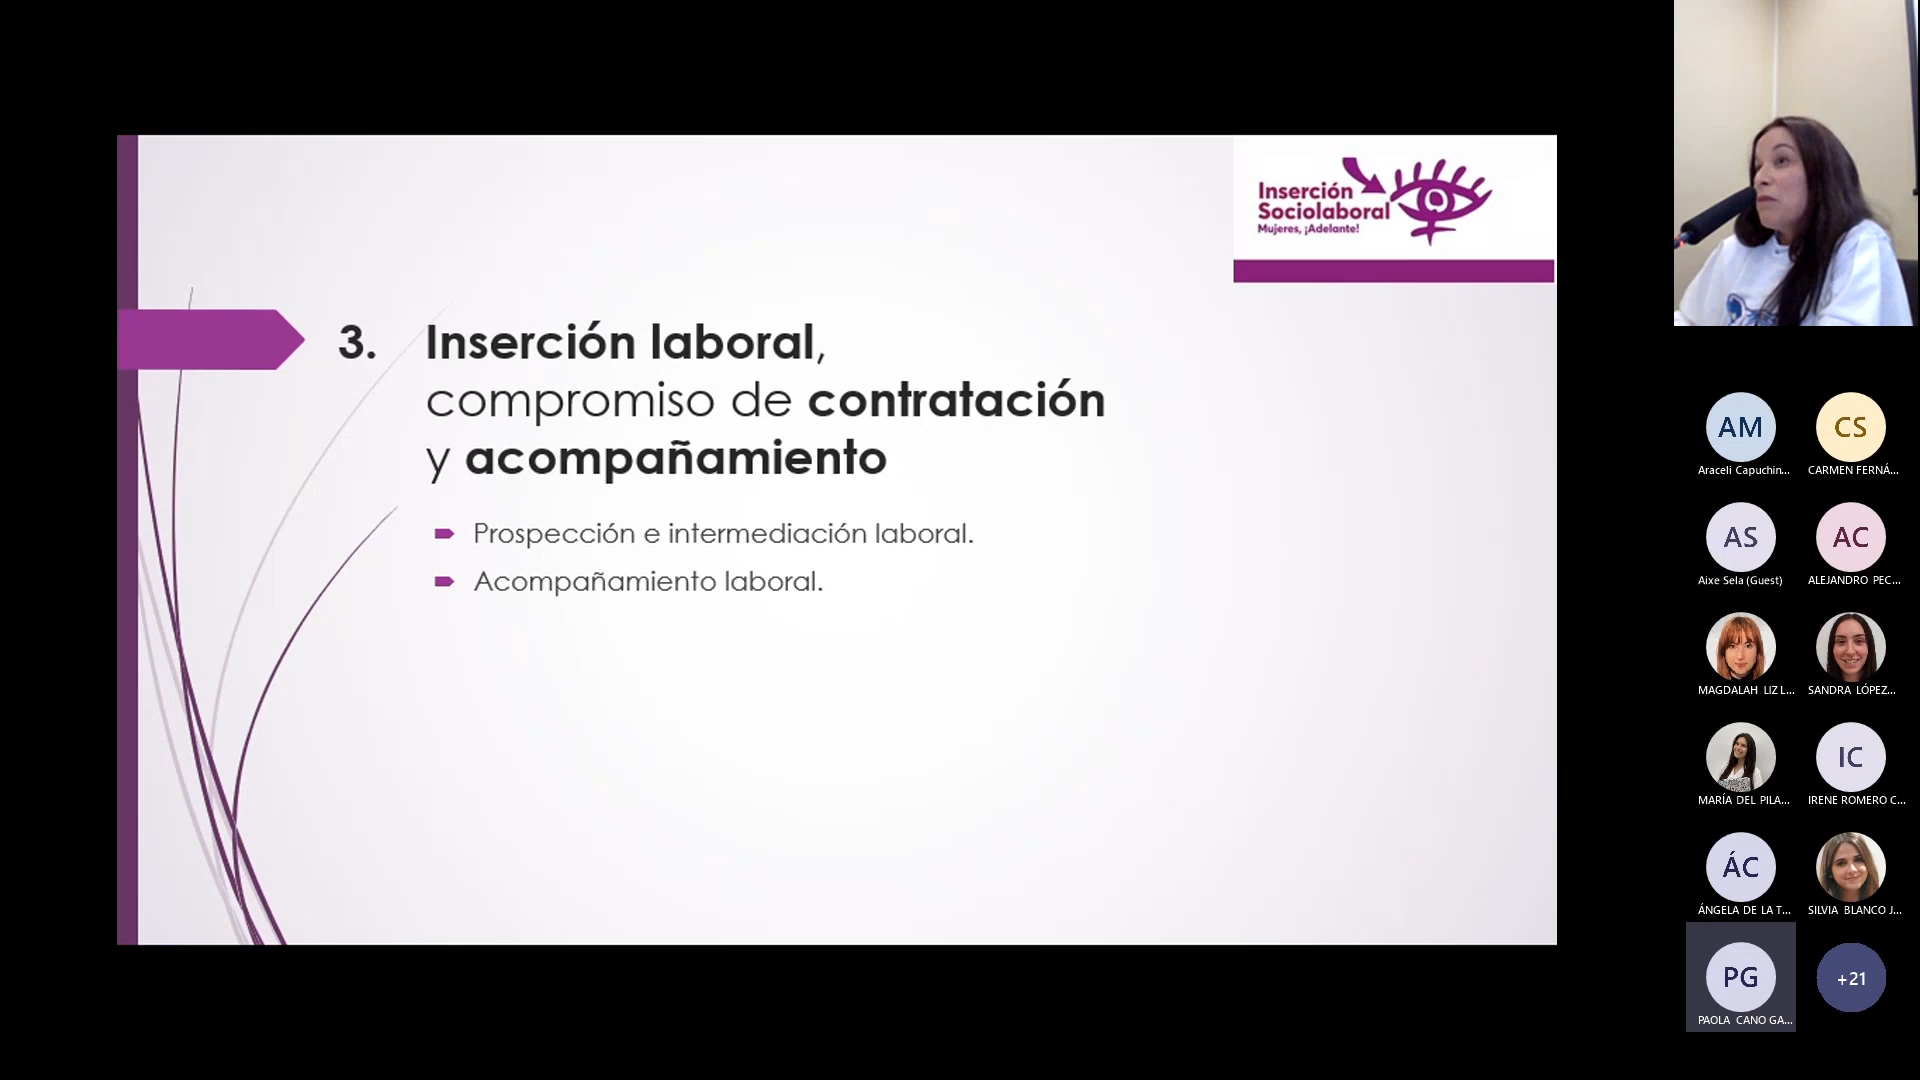 Inserción
Sociolaboral
Mujeres, ¡Adelante!
3. Inserción laboral,
compromiso de contratación
y acompañamiento
Prospección e intermediación laboral.
Acompañamiento laboral.
AM
CS
Araceli Capuchin...
CARMEN FERNÁ...
AS
AC
Aixe Sela (Guest)
ALEJANDRO PEC...
MAGDALAH LIZ L...
SANDRA LÓPEZ...
IC
MARÍA DEL PILA...
IRENE ROMERO C...
ÁC
ÁNGELA DE LA T...
SILVIA BLANCO J...
PG
+21
PAOLA CANO GA...